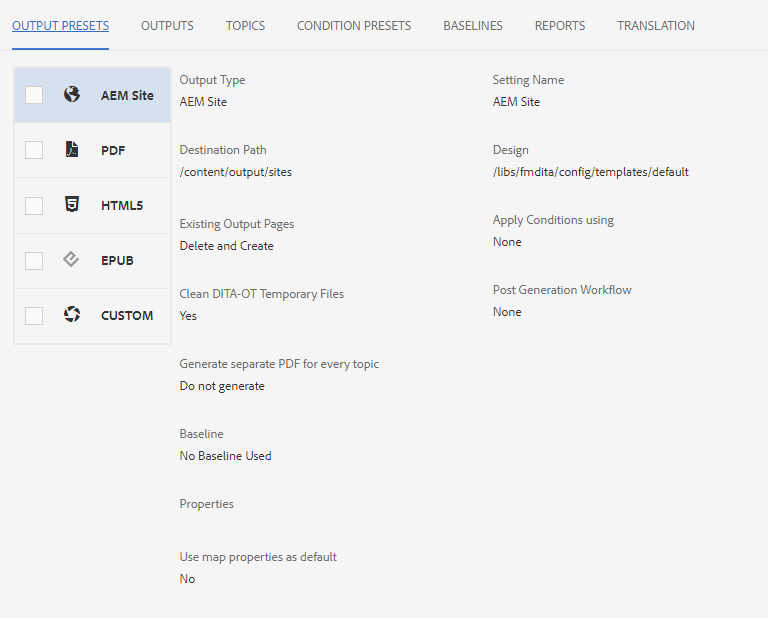 OUTPUT PRESETS OUTPUTS TOPICS CONDITION PRESETS BASELINES REPORTS TRANSLATION
AEM Site
PDF
HTML5
EPUB
CUSTOM
Output Type
AEM Site
Destination Path
/content/output/sites
Existing Output Pages
Delete and Create
Clean DITA-OT Temporary Files
Yes
Generate separate PDF for every topic
Do not generate
Baseline
No Baseline Used
Properties
Use map properties as default
No
Setting Name
AEM Site
Design
/libs/fmdita/config/templates/default
Apply Conditions using
None
Post Generation Workflow
None